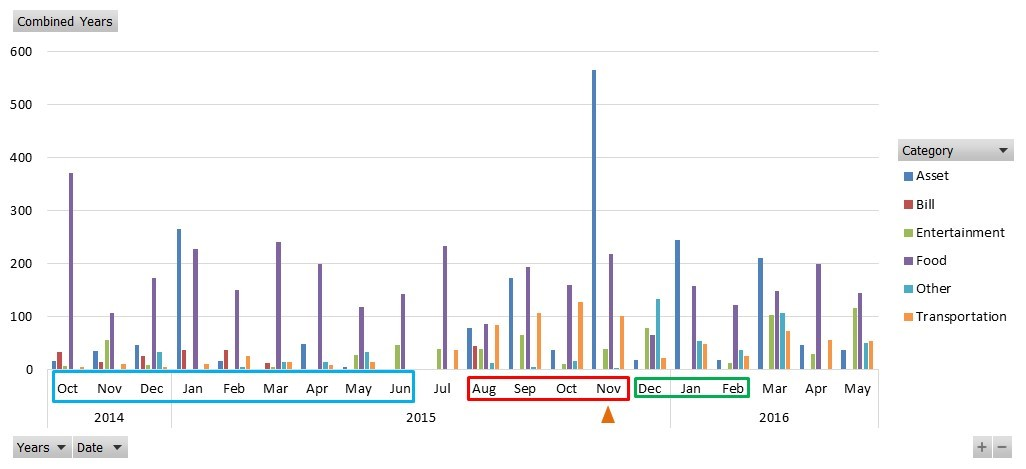 Combined Years
600
500
400
300
200
100
0
Oct Nov Dec Jan Feb Mar Apr May Jun Jul Aug Sep Oct Nov Dec Jan Feb Mar Apr May
2014 2015 2016
Category
Asset
Bill
Entertainment
Food
Other
Transportation
Years Date + −